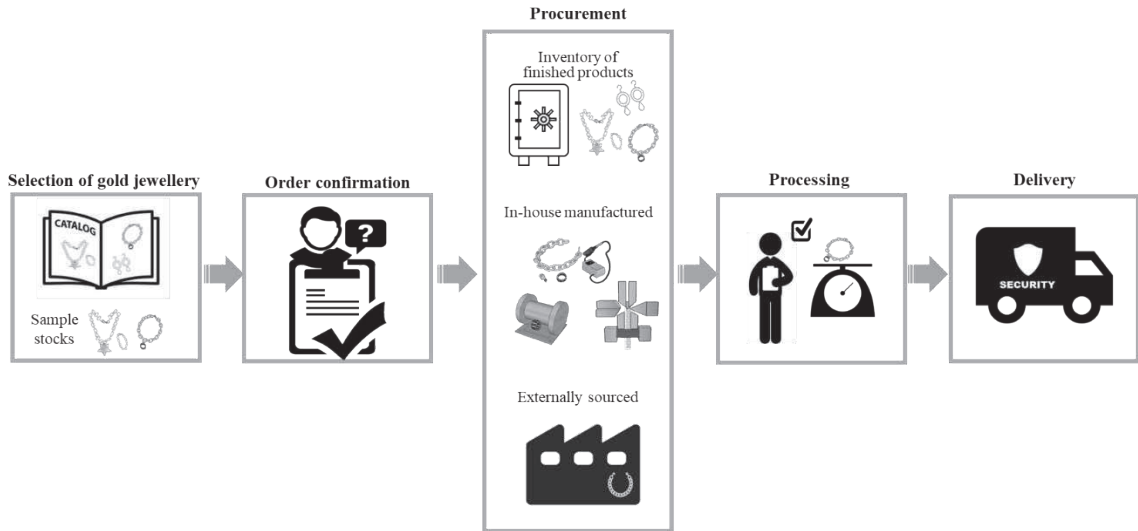 Selection of gold jewellery
CATALOG
Sample
stocks
Order confirmation
?
Procurement
Inventory of
finished products
In-house manufactured
Externally sourced
Processing
Delivery
SECURITY